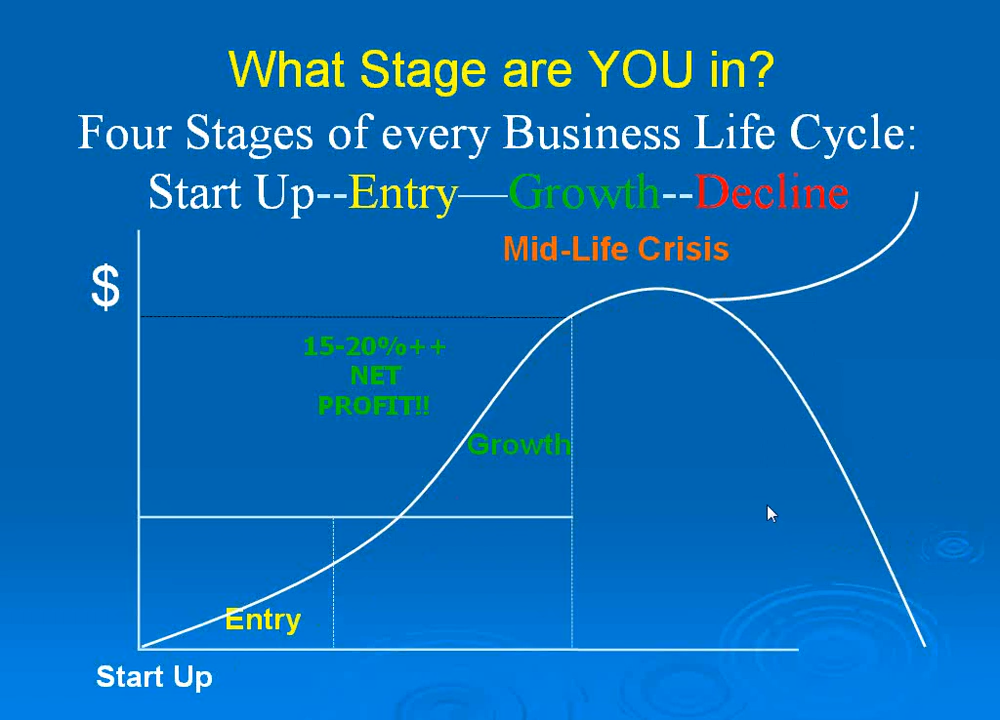 What Stage are YOU in?
Four Stages of every Business Life Cycle:
Start Up--Entry—Growth--Decline
Mid-Life Crisis
$
15-20%++
NET
PROFIT!!
Growth
Entry
Start Up